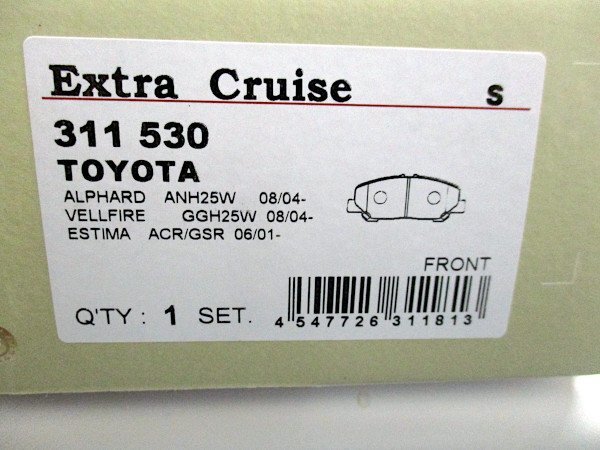 Extra Cruise S
311 530
TOYOTA
ALPHARD ANH25W 08/04-
VELLFIRE GGH25W 08/04-
ESTIMA ACR/GSR 06/01-
FRONT
Q'TY : 1 SET.
4 547726 311813